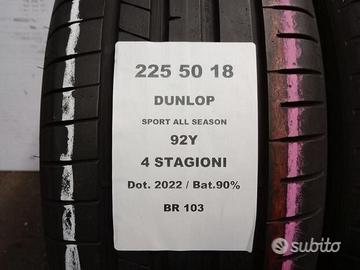 225 50 18
DUNLOP
SPORT ALL SEASON
92Y
4 STAGIONI
Dot. 2022 / Bat.90%
BR 103
subito